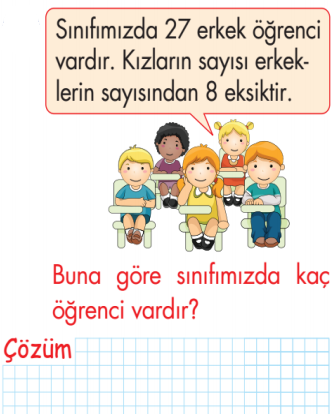 Sınıfımızda 27 erkek öğrenci
vardır. Kızların sayısı erkek-
lerin sayısından 8 eksiktir.
Buna göre sınıfımızda kaç
öğrenci vardır?
Çözüm